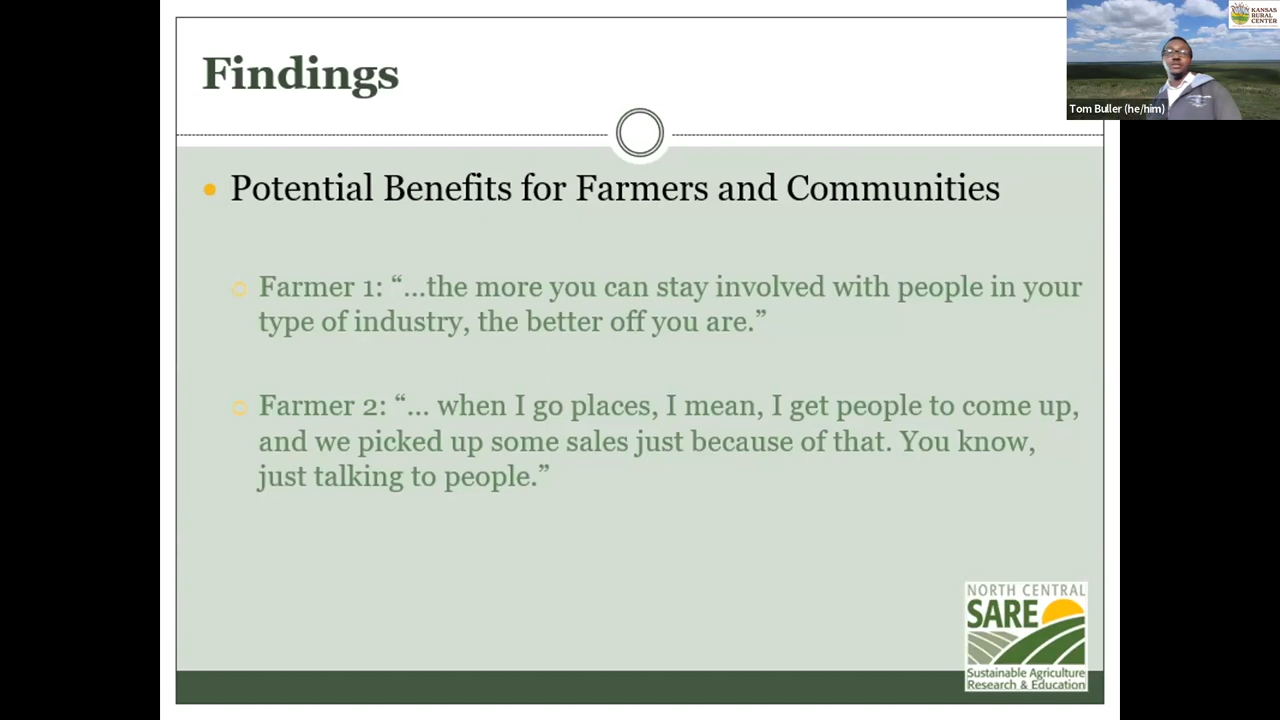 Findings
KANSAS
RURAL
CENTER
Tom Buller (he/him)
• Potential Benefits for Farmers and Communities
○ Farmer 1: “…the more you can stay involved with people in your
type of industry, the better off you are.”
○ Farmer 2: “… when I go places, I mean, I get people to come up,
and we picked up some sales just because of that. You know,
just talking to people.”
NORTH CENTRAL
SARE
Sustainable Agriculture
Research & Education